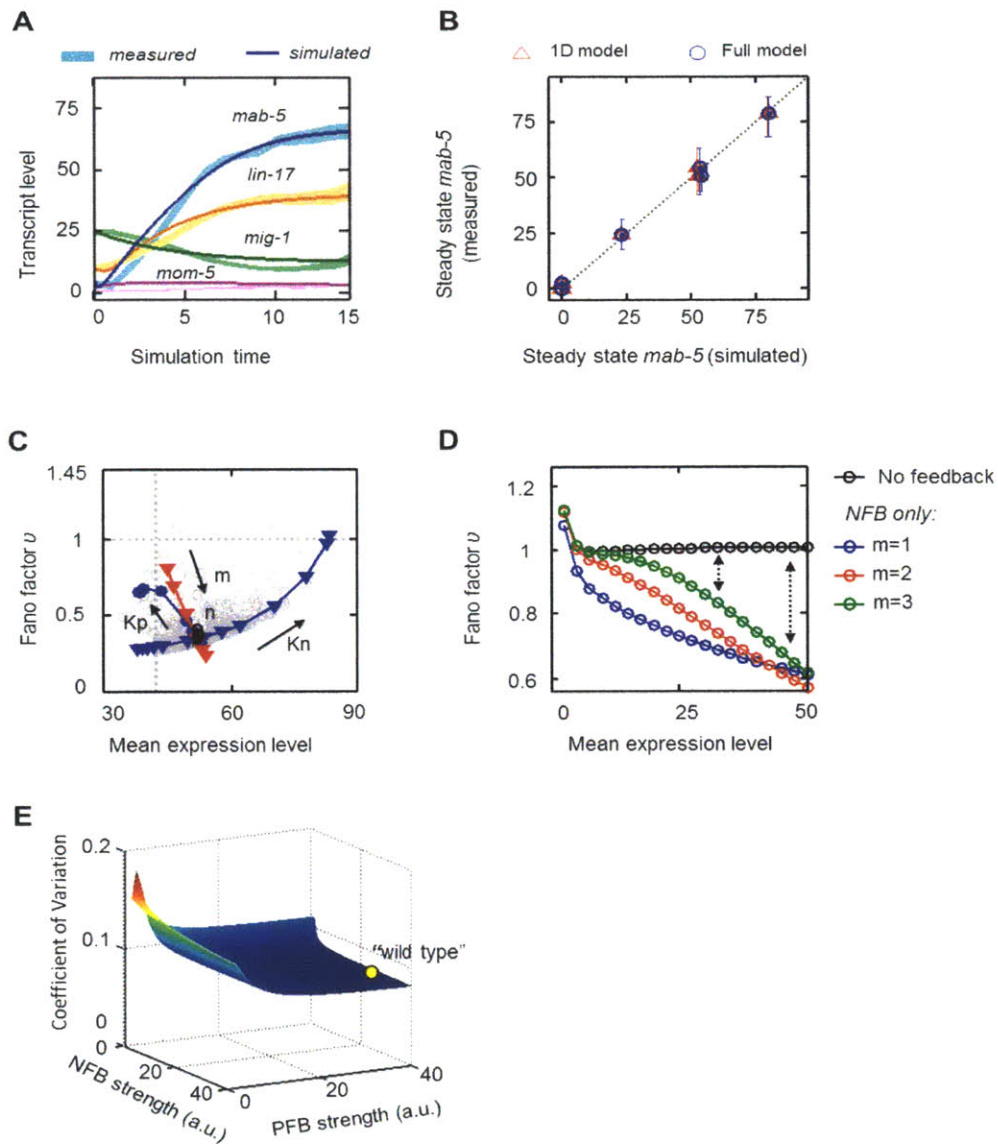 A
measured simulated
75
50
25
0
mab-5
lin-17
mig-1
mom-5
Transcript level
0 5 10 15
Simulation time
B
1D model Full model
75
50
25
0
Steady state mab-5
(measured)
0 25 50 75
Steady state mab-5 (simulated)
C
1.45
1
0.5
0
Fano factor υ
m
n
Kp
Kn
30 60 90
Mean expression level
D
1.2
1
0.8
0.6
Fano factor υ
0 25 50
Mean expression level
No feedback
NFB only:
m=1
m=2
m=3
E
0.2
0.1
0
0
Coefficient of Variation
"wild type"
20
40
NFB strength (a.u.)
0
20
40
PFB strength (a.u.)